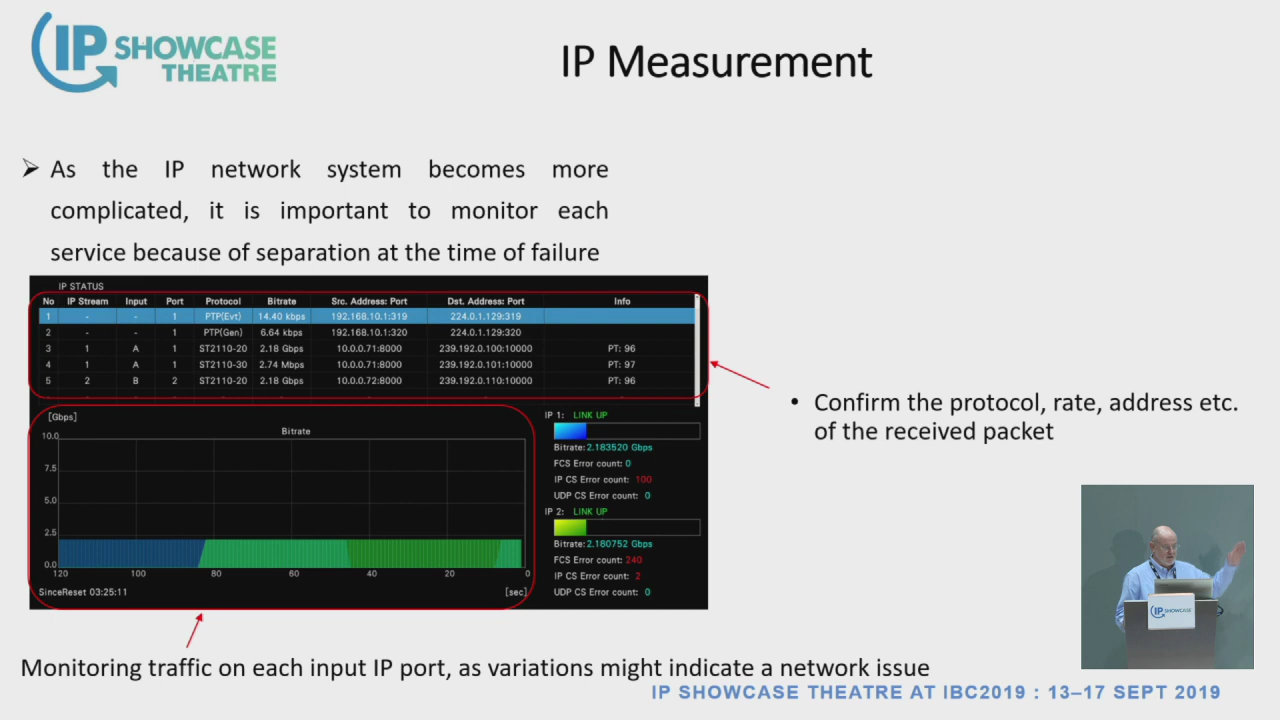 IP SHOWCASE THEATRE
IP Measurement
As the IP network system becomes more
complicated, it is important to monitor each
service because of separation at the time of failure
IP STATUS
No IP Stream Input Port Protocol Bitrate Src. Address: Port Dst. Address: Port Info
1 - - 1 PTP(Evt) 14.40 kbps 192.168.10.1:319 224.0.1.129:319
2 - - 1 PTP(Gen) 6.64 kbps 192.168.10.1:320 224.0.1.129:320
3 1 A 1 ST2110-20 2.18 Gbps 10.0.0.71:8000 239.192.0.100:10000 PT: 96
4 1 A 1 ST2110-30 2.74 Mbps 10.0.0.71:8000 239.192.0.101:10000 PT: 97
5 2 B 2 ST2110-20 2.18 Gbps 10.0.0.72:8000 239.192.0.110:10000 PT: 96
[Gbps]
Bitrate
10.0
7.5
5.0
2.5
0.0
120 100 80 60 40 20 0
SinceReset 03:25:11 [sec]
IP 1: LINK UP
Bitrate: 2.183520 Gbps
FCS Error count: 0
IP CS Error count: 100
UDP CS Error count: 0
IP 2: LINK UP
Bitrate: 2.180752 Gbps
FCS Error count: 240
IP CS Error count: 2
UDP CS Error count: 0
• Confirm the protocol, rate, address etc.
of the received packet
IP SHOWCASE
Monitoring traffic on each input IP port, as variations might indicate a network issue
IP SHOWCASE THEATRE AT IBC2019 : 13–17 SEPT 2019